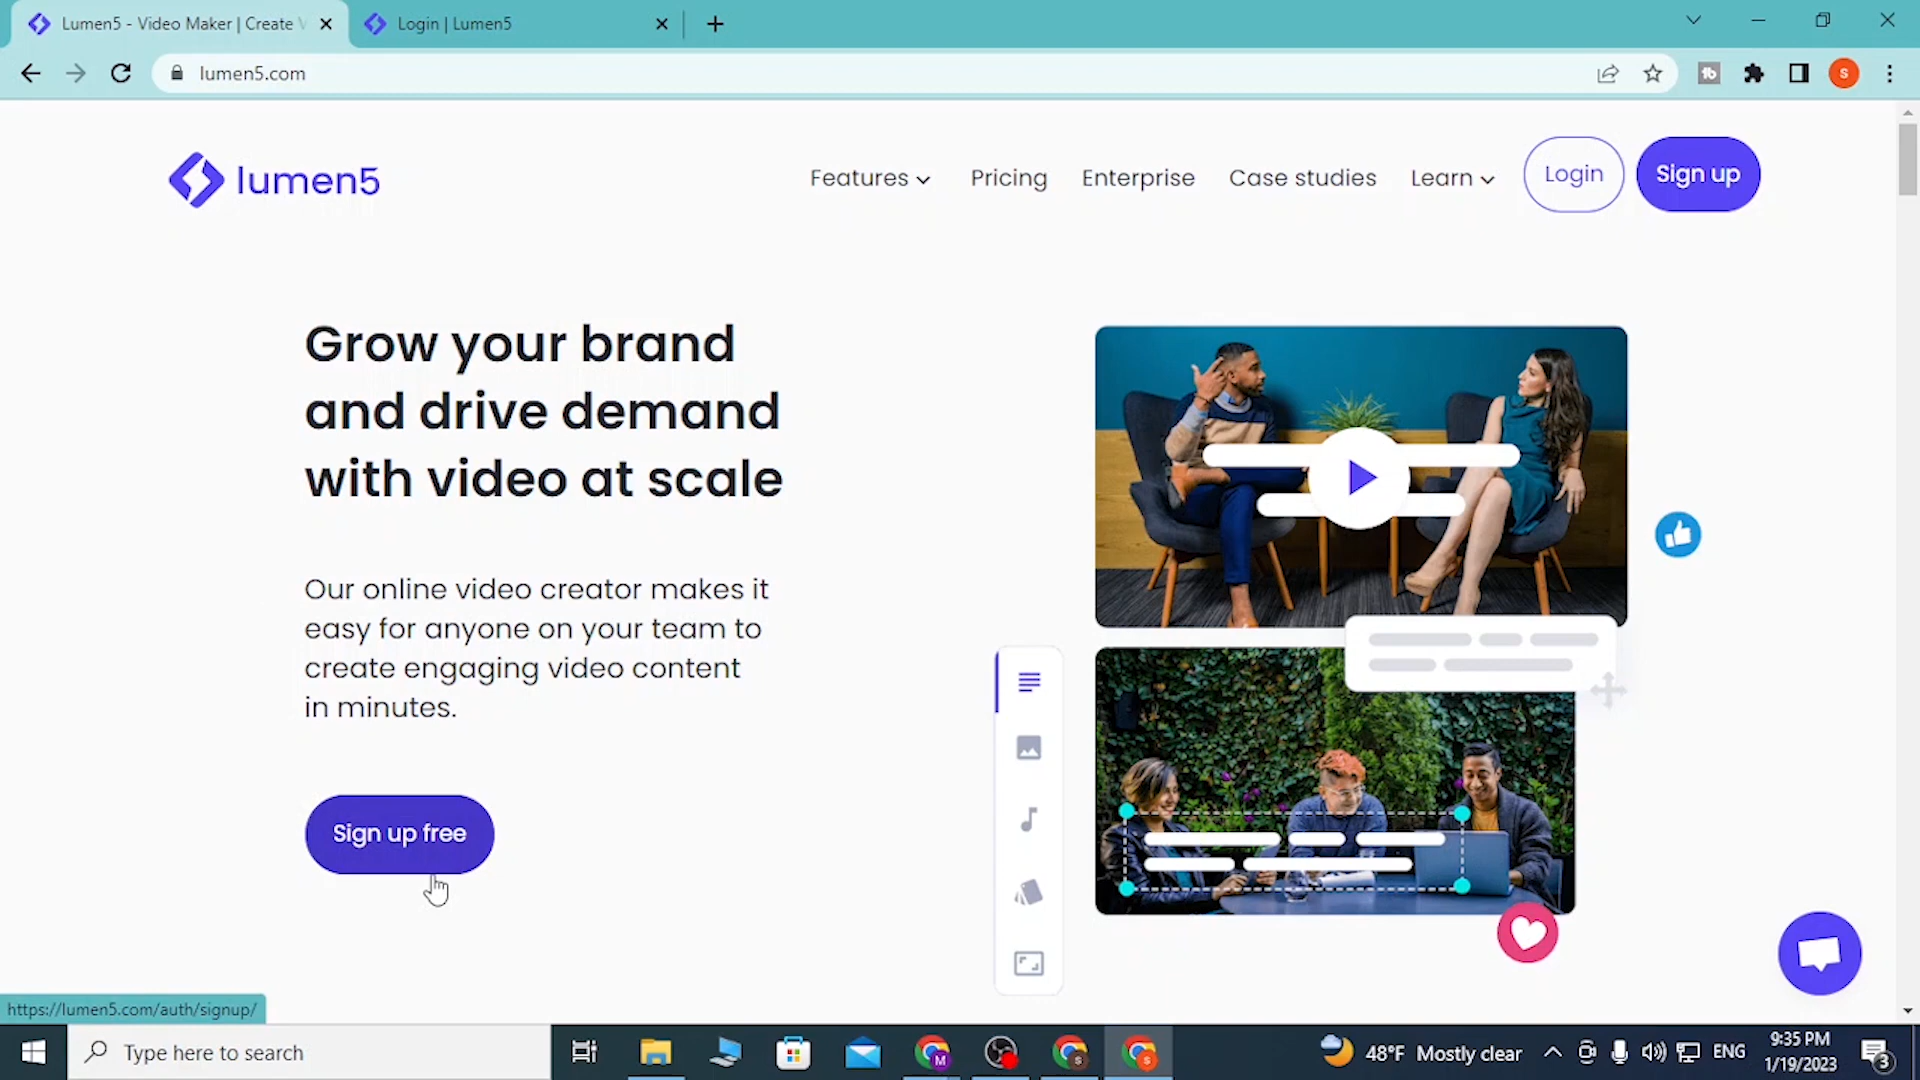 Lumen5 - Video Maker | Create V
Login | Lumen5
lumen5.com
S
lumen5
Features
Pricing
Enterprise
Case studies
Learn
Login
Sign up
Grow your brand
and drive demand
with video at scale
Our online video creator makes it
easy for anyone on your team to
create engaging video content
in minutes.
Sign up free
https://lumen5.com/auth/signup/
Type here to search
M
S
S
48°F Mostly clear
ENG
9:35 PM
1/19/2023
3